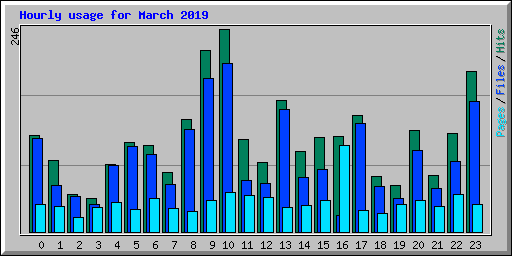 Hourly usage for March 2019
246
Pages / Files / Hits
0 1 2 3 4 5 6 7 8 9 10 11 12 13 14 15 16 17 18 19 20 21 22 23